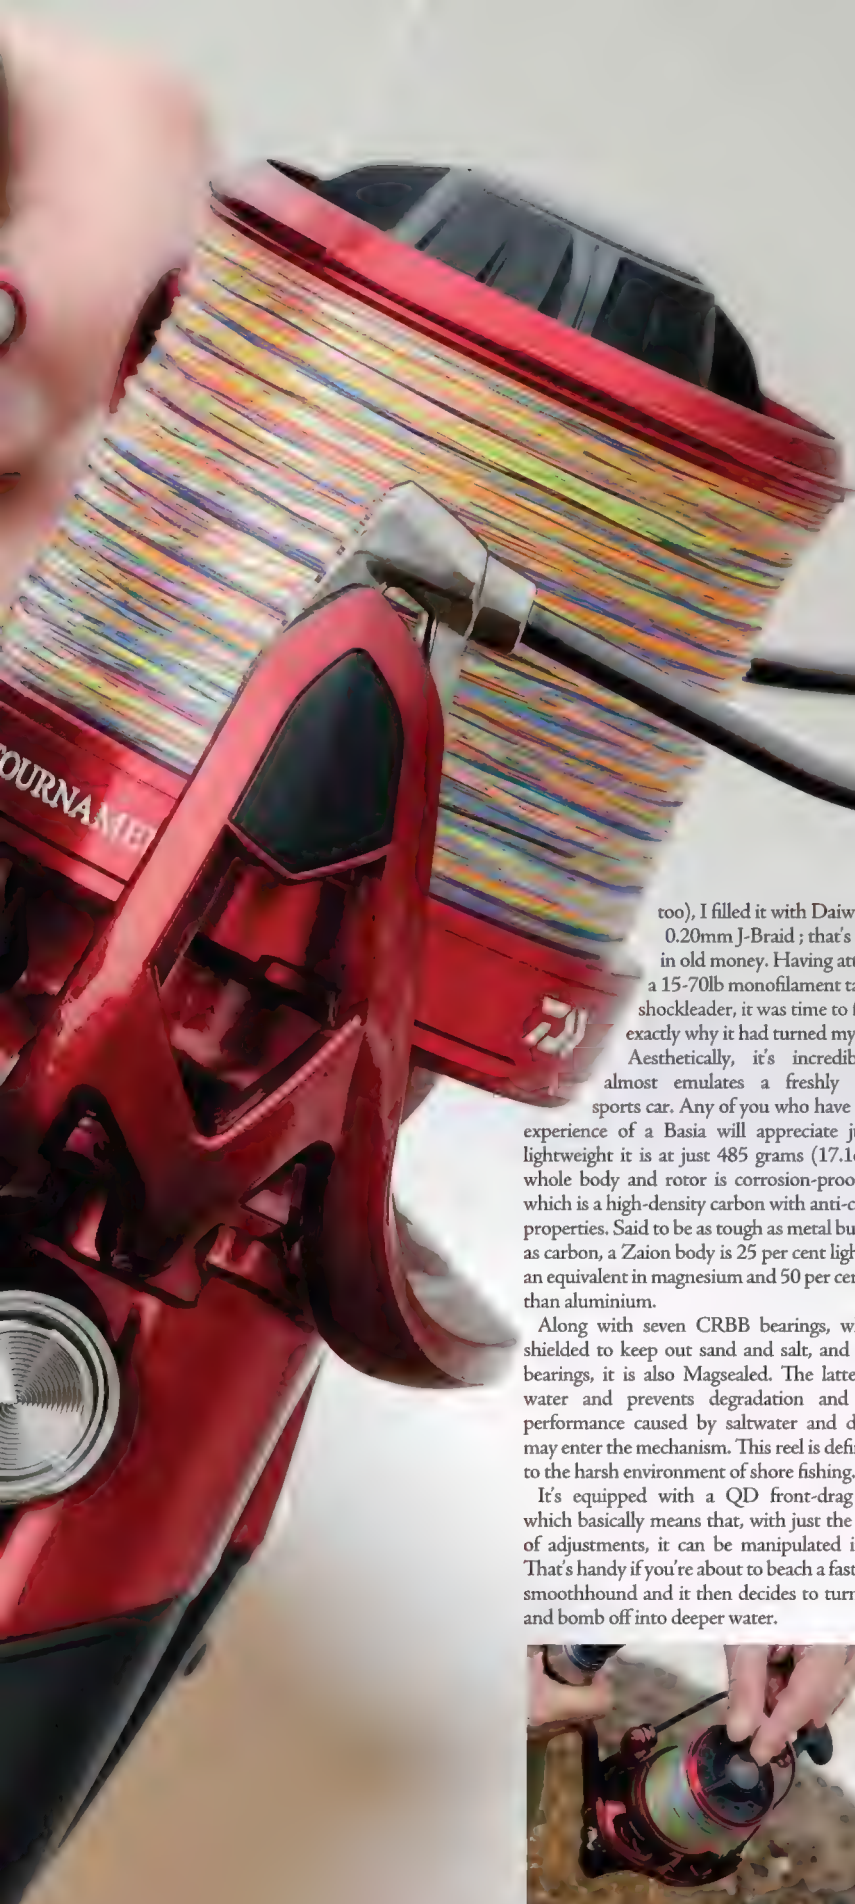 TOURNAME
too), I filled it with Daiw
0.20mm J-Braid ; that's
in old money. Having att
a 15-70lb monofilament ta
shockleader, it was time to f
exactly why it had turned my
Aesthetically, it's incredib
almost emulates a freshly
sports car. Any of you who have
experience of a Basia will appreciate ju
lightweight it is at just 485 grams (17.1o
whole body and rotor is corrosion-proo
which is a high-density carbon with anti-c
properties. Said to be as tough as metal bu
as carbon, a Zaion body is 25 per cent ligh
an equivalent in magnesium and 50 per cen
than aluminium.
Along with seven CRBB bearings, w
shielded to keep out sand and salt, and
bearings, it is also Magsealed. The latte
water and prevents degradation and
performance caused by saltwater and d
may enter the mechanism. This reel is defi
to the harsh environment of shore fishing.
It's equipped with a QD front-drag
which basically means that, with just the
of adjustments, it can be manipulated i
That's handy if you're about to beach a fast
smoothhound and it then decides to turn
and bomb off into deeper water.